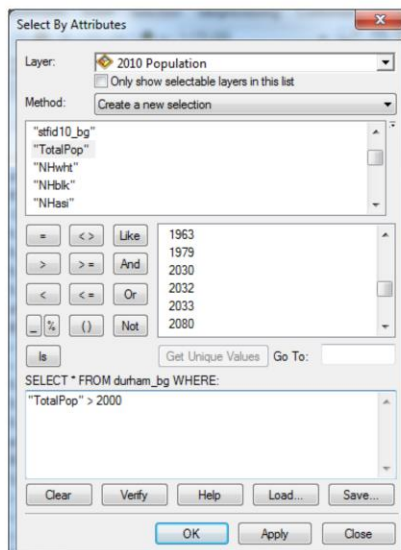 Select By Attributes
Layer: 2010 Population
Only show selectable layers in this list
Method: Create a new selection
"stfid10_bg"
"TotalPop"
"NHwht"
"NHblk"
"NHasi"
= <> Like
> >= And
< <= Or
_ % () Not
Is
1963
1979
2030
2032
2033
2080
Get Unique Values Go To:
SELECT * FROM durham_bg WHERE:
"TotalPop" > 2000
Clear Verify Help Load... Save...
OK Apply Close